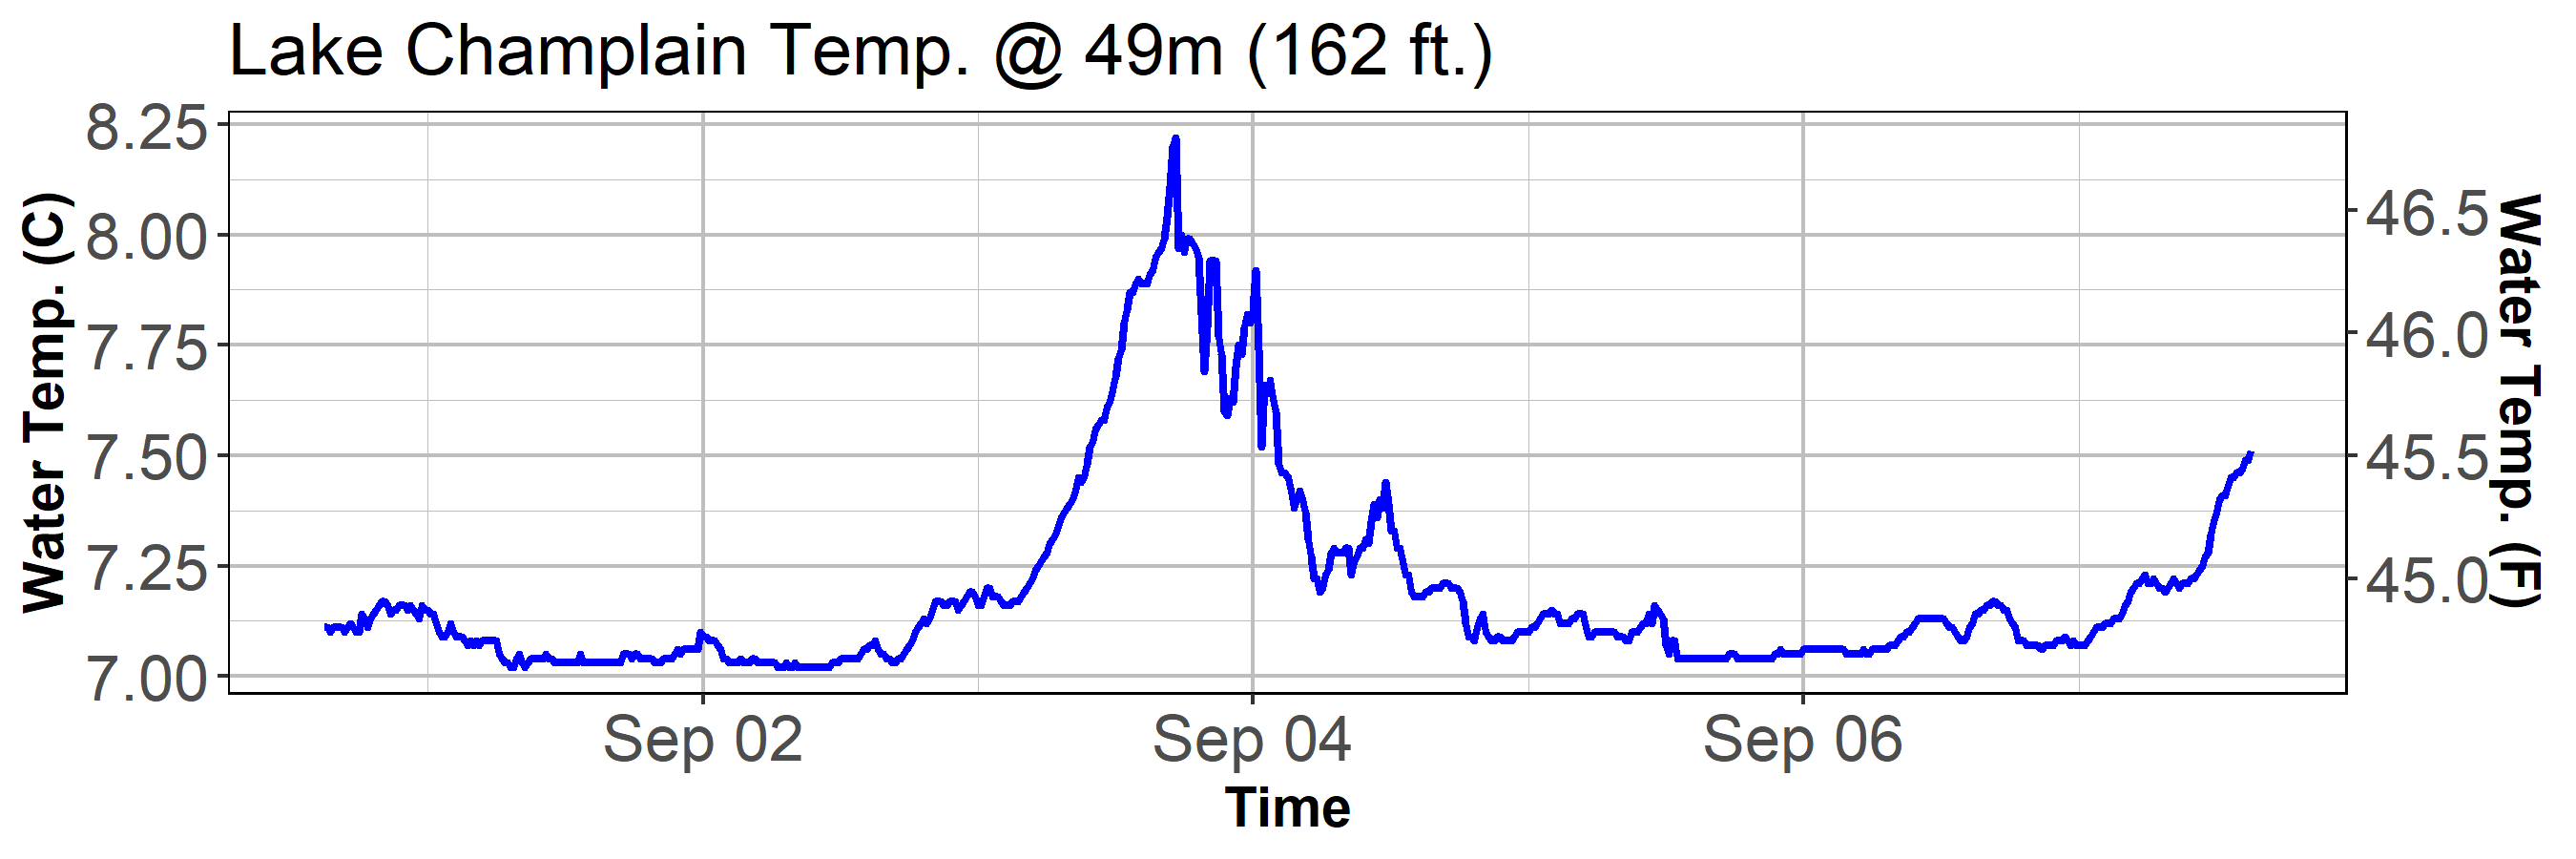 Lake Champlain Temp. @ 49m (162 ft.)
Water Temp. (C)
8.25
8.00
7.75
7.50
7.25
7.00
46.5
46.0
45.5
45.0
Water Temp. (F)
Sep 02
Sep 04
Sep 06
Time